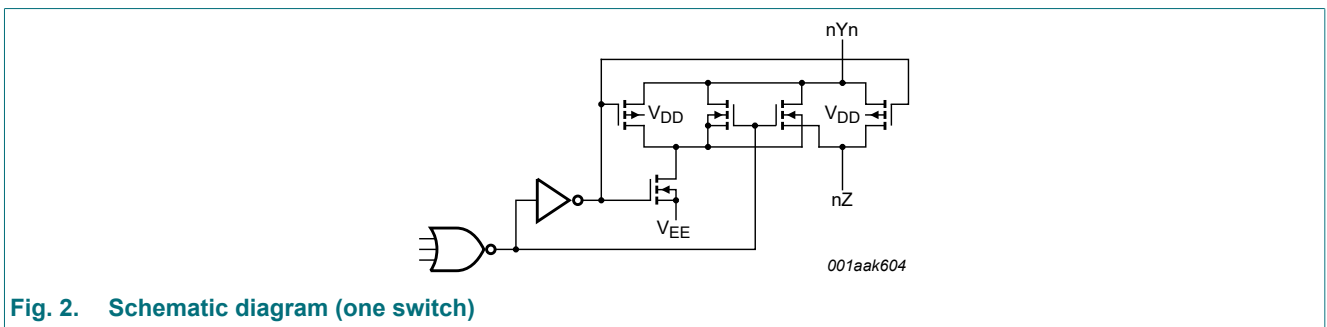 nYn
VDD
VDD
VEE
nZ
001aak604
Fig. 2. Schematic diagram (one switch)